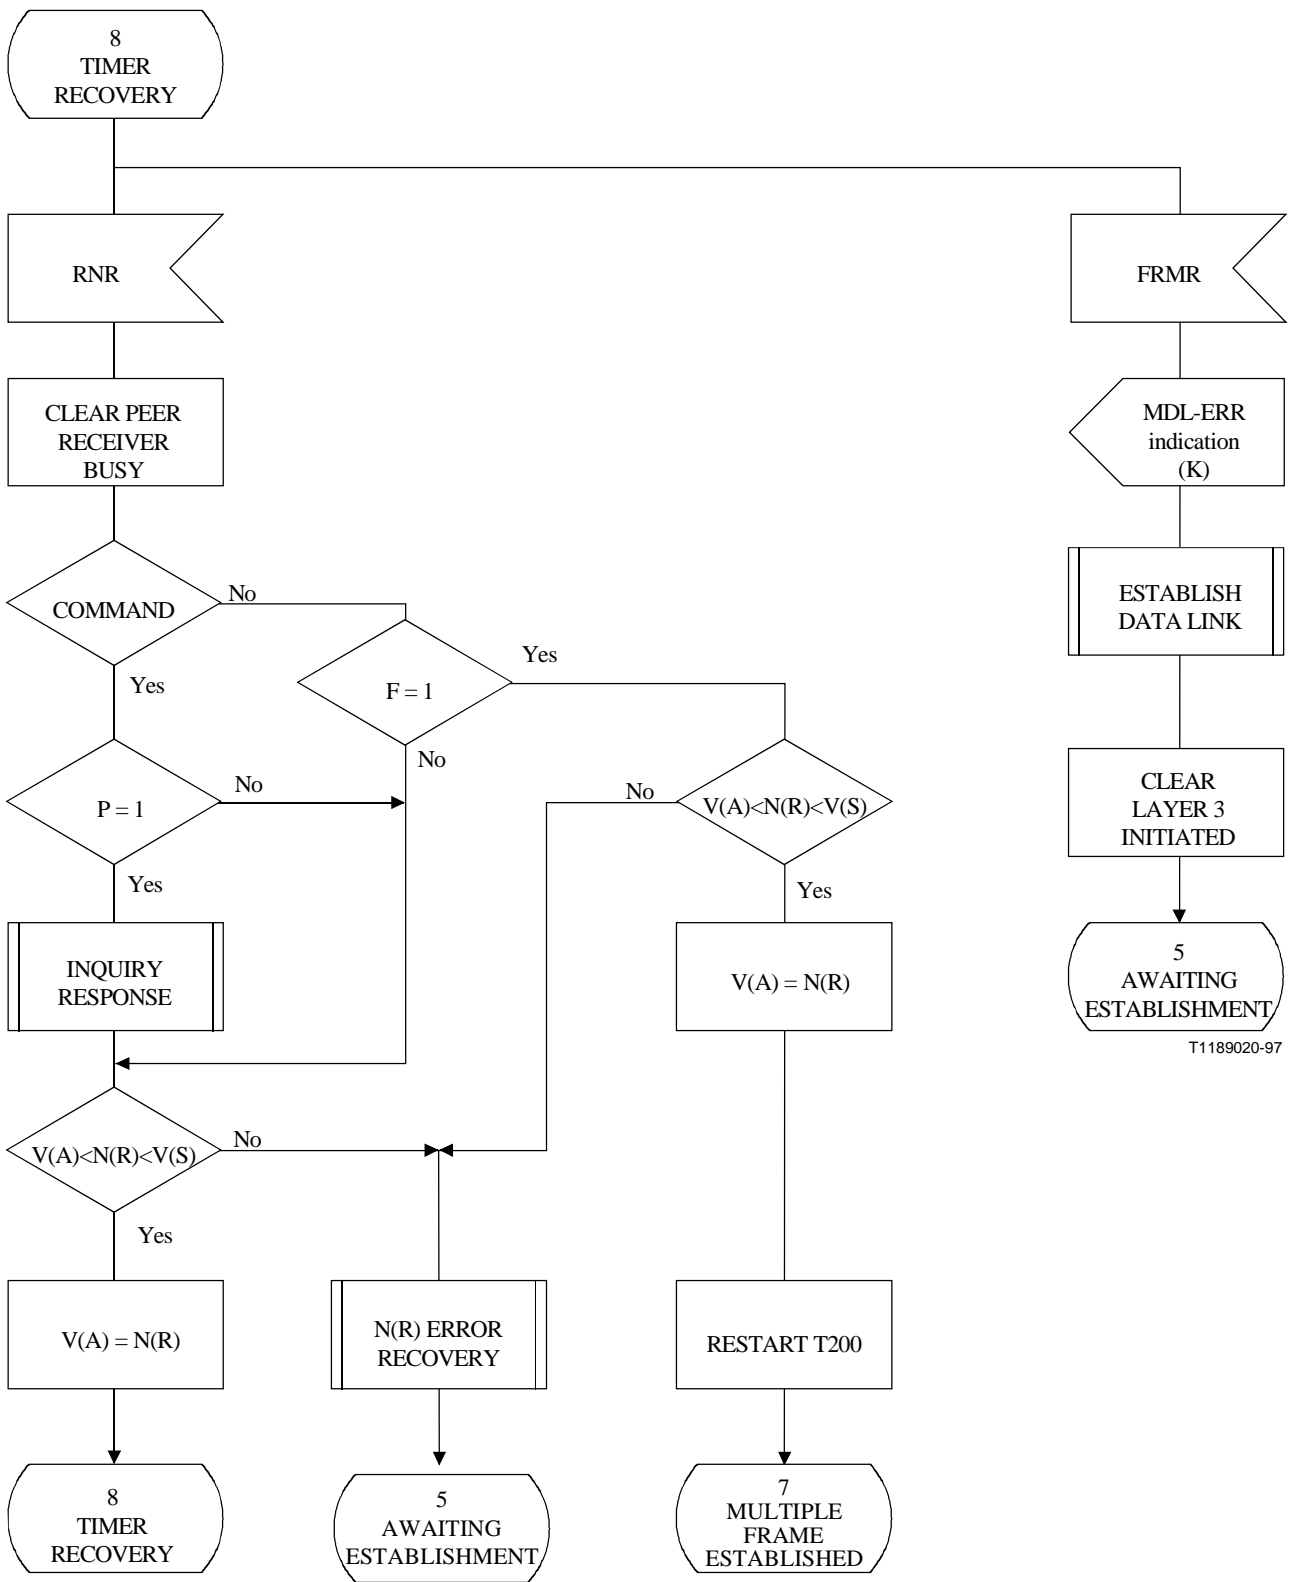 8
TIMER
RECOVERY
RNR
FRMR
CLEAR PEER
RECEIVER
BUSY
MDL-ERR
indication
(K)
COMMAND
No
Yes
ESTABLISH
DATA LINK
F = 1
Yes
No
P = 1
No
Yes
V(A)<N(R)<V(S)
No
Yes
CLEAR
LAYER 3
INITIATED
INQUIRY
RESPONSE
V(A) = N(R)
5
AWAITING
ESTABLISHMENT
T1189020-97
V(A)<N(R)<V(S)
No
Yes
V(A) = N(R)
N(R) ERROR
RECOVERY
RESTART T200
8
TIMER
RECOVERY
5
AWAITING
ESTABLISHMENT
7
MULTIPLE
FRAME
ESTABLISHED